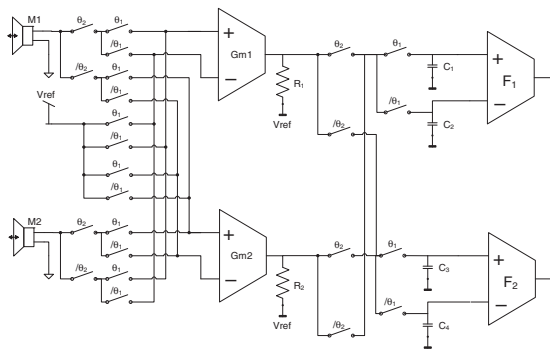 M1
θ₂ θ₁
/θ₁
/θ₂ θ₁
/θ₁
Vref
θ₁
/θ₁
θ₁
/θ₁
+
−
Gm1
R₁
Vref
θ₂
/θ₂
θ₁
/θ₁
C₁
C₂
+
−
F₁
M2
θ₂ θ₁
/θ₁
/θ₂ θ₁
/θ₁
+
−
Gm2
R₂
Vref
θ₂
/θ₂
θ₁
/θ₁
C₃
C₄
+
−
F₂